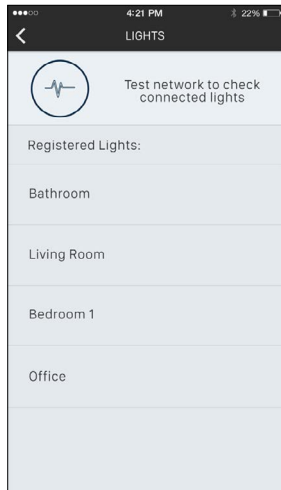 4:21 PM
22%
LIGHTS
Test network to check
connected lights
Registered Lights:
Bathroom
Living Room
Bedroom 1
Office